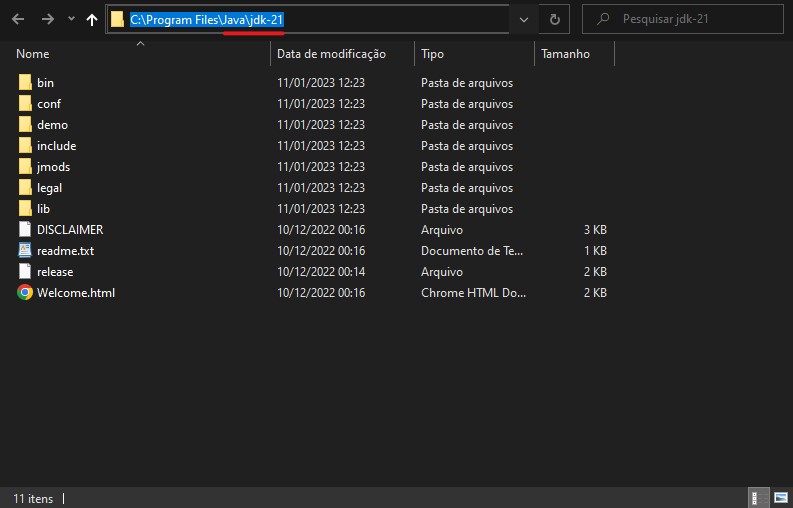 C:\Program Files\Java\jdk-21
Pesquisar jdk-21
Nome Data de modificação Tipo Tamanho
bin 11/01/2023 12:23 Pasta de arquivos
conf 11/01/2023 12:23 Pasta de arquivos
demo 11/01/2023 12:23 Pasta de arquivos
include 11/01/2023 12:23 Pasta de arquivos
jmods 11/01/2023 12:23 Pasta de arquivos
legal 11/01/2023 12:23 Pasta de arquivos
lib 11/01/2023 12:23 Pasta de arquivos
DISCLAIMER 10/12/2022 00:16 Arquivo 3 KB
readme.txt 10/12/2022 00:16 Documento de Te... 1 KB
release 10/12/2022 00:14 Arquivo 2 KB
Welcome.html 10/12/2022 00:16 Chrome HTML Do... 2 KB
11 itens